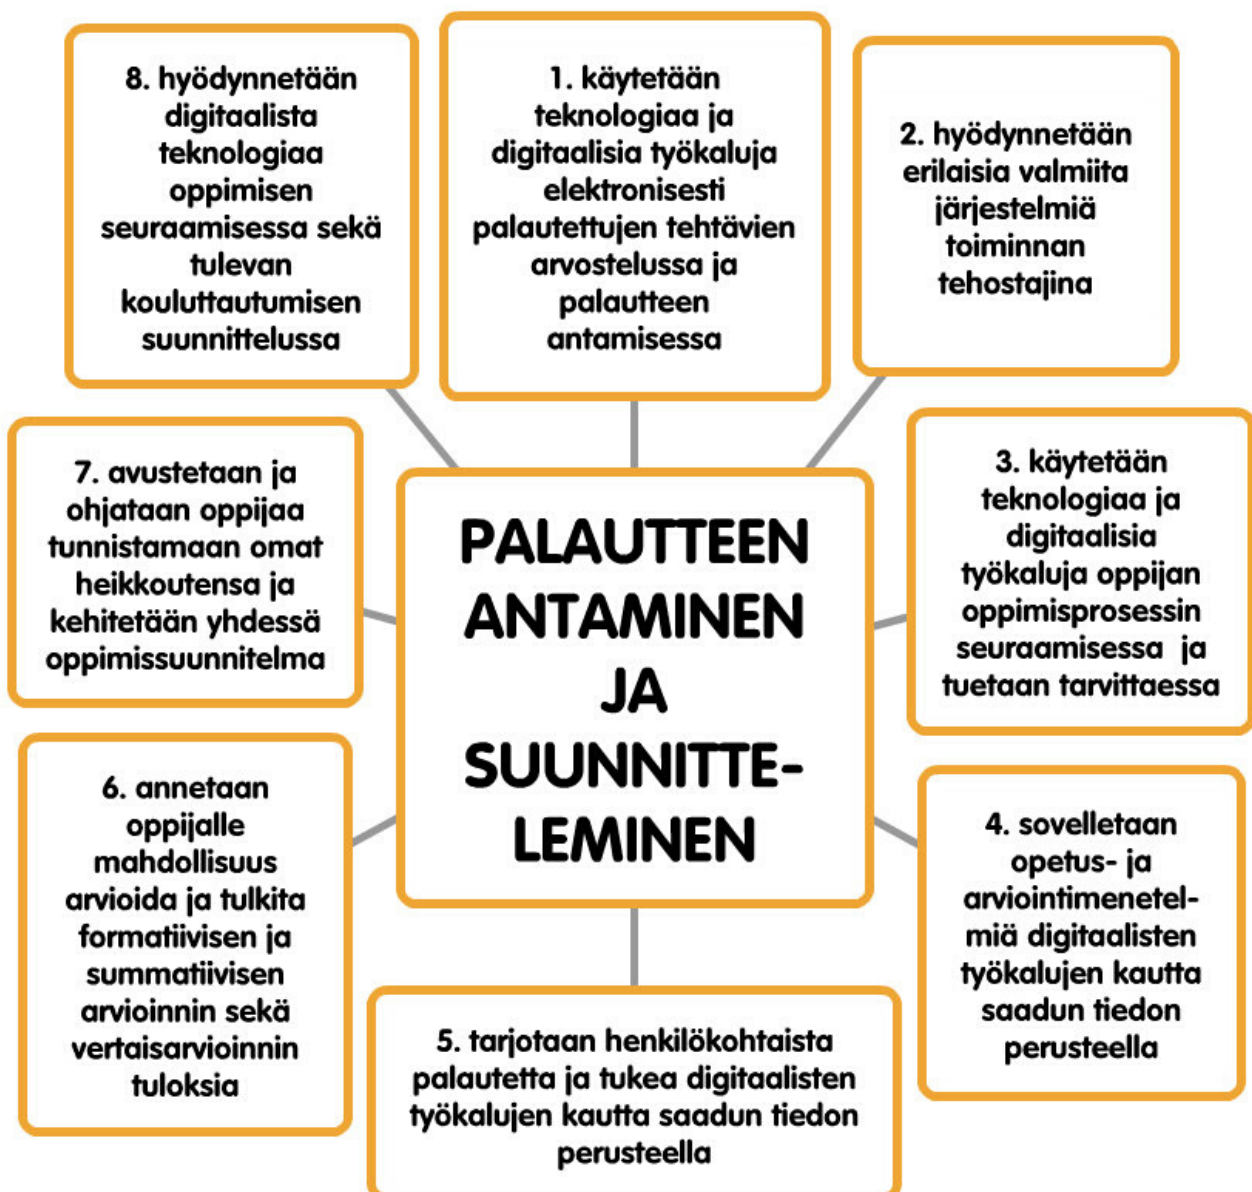 8. hyödynnetään
digitaalista
teknologiaa
oppimisen
seuraamisessa sekä
tulevan
kouluttautumisen
suunnittelussa
1. käytetään
teknologiaa ja
digitaalisia työkaluja
elektronisesti
palautettujen tehtävien
arvostelussa ja
palautteen
antamisessa
2. hyödynnetään
erilaisia valmiita
järjestelmiä
toiminnan
tehostajina
7. avustetaan ja
ohjataan oppijaa
tunnistamaan omat
heikkoutensa ja
kehitetään yhdessä
oppimissuunnitelma
PALAUTTEEN
ANTAMINEN
JA
SUUNNITTE-
LEMINEN
3. käytetään
teknologiaa ja
digitaalisia
työkaluja oppijan
oppimisprosessin
seuraamisessa ja
tuetaan tarvittaessa
6. annetaan
oppijalle
mahdollisuus
arvioida ja tulkita
formatiivisen ja
summatiivisen
arvioinnin sekä
vertaisarvioinnin
tuloksia
4. sovelletaan
opetus- ja
arviointimenetel-
miä digitaalisten
työkalujen kautta
saadun tiedon
perusteella
5. tarjotaan henkilökohtaista
palautetta ja tukea digitaalisten
työkalujen kautta saadun tiedon
perusteella